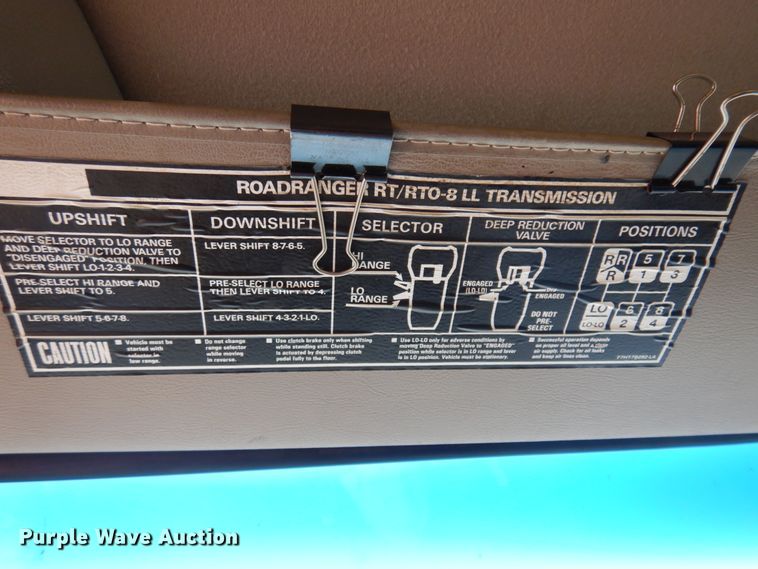 ROADRANGER RT/RTO-8 LL TRANSMISSION
UPSHIFT
MOVE SELECTOR TO LO RANGE
AND DEEP REDUCTION VALVE TO
"DISENGAGED" POSITION, THEN
LEVER SHIFT LO-1-2-3-4.
PRE-SELECT HI RANGE AND
LEVER SHIFT TO 5.
LEVER SHIFT 5-6-7-8.
DOWNSHIFT
LEVER SHIFT 8-7-6-5.
PRE-SELECT LO RANGE
THEN LEVER SHIFT TO 4.
LEVER SHIFT 4-3-2-1-LO.
SELECTOR
HI
RANGE
LO
RANGE
DEEP REDUCTION
VALVE
ENGAGED
(LO-LO)
DIS
ENGAGED
DO NOT
PRE-
SELECT
POSITIONS
R R 5 7
R 1 3
LO 6 8
LO-LO 2 4
CAUTION
■ Vehicle must be
started with
selector in
low range.
■ Do not change
range selector
while moving
in reverse.
■ Use clutch brake only when shifting
while standing still. Clutch brake
is actuated by depressing clutch
pedal fully to the floor.
■ Use LO-LO only for adverse conditions by
moving Deep Reduction Valve to "ENGAGED"
position while selector is in LO range and lever
is in LO position. Vehicle must be stationary.
■ Successful operation depends
on proper oil level and a clean
air supply. Check for oil leaks
and keep air lines clean.
Purple Wave Auction